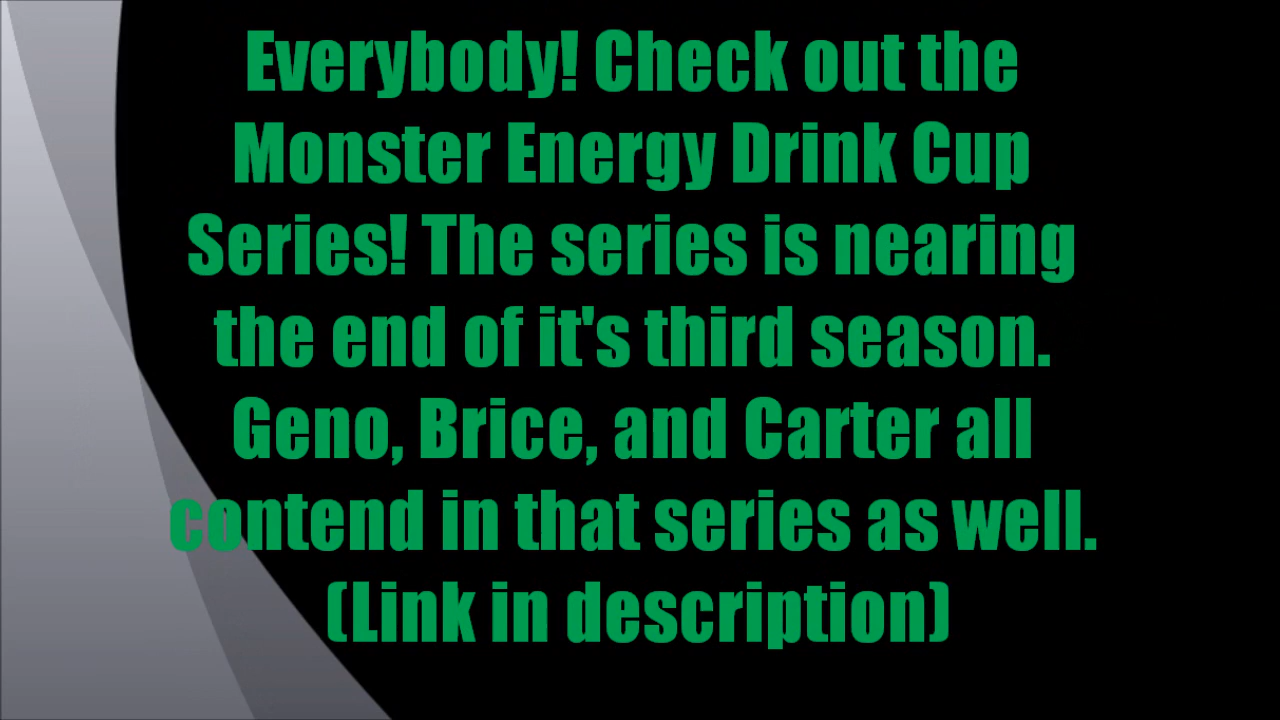 Everybody! Check out the
Monster Energy Drink Cup
Series! The series is nearing
the end of it's third season.
Geno, Brice, and Carter all
contend in that series as well.
(Link in description)